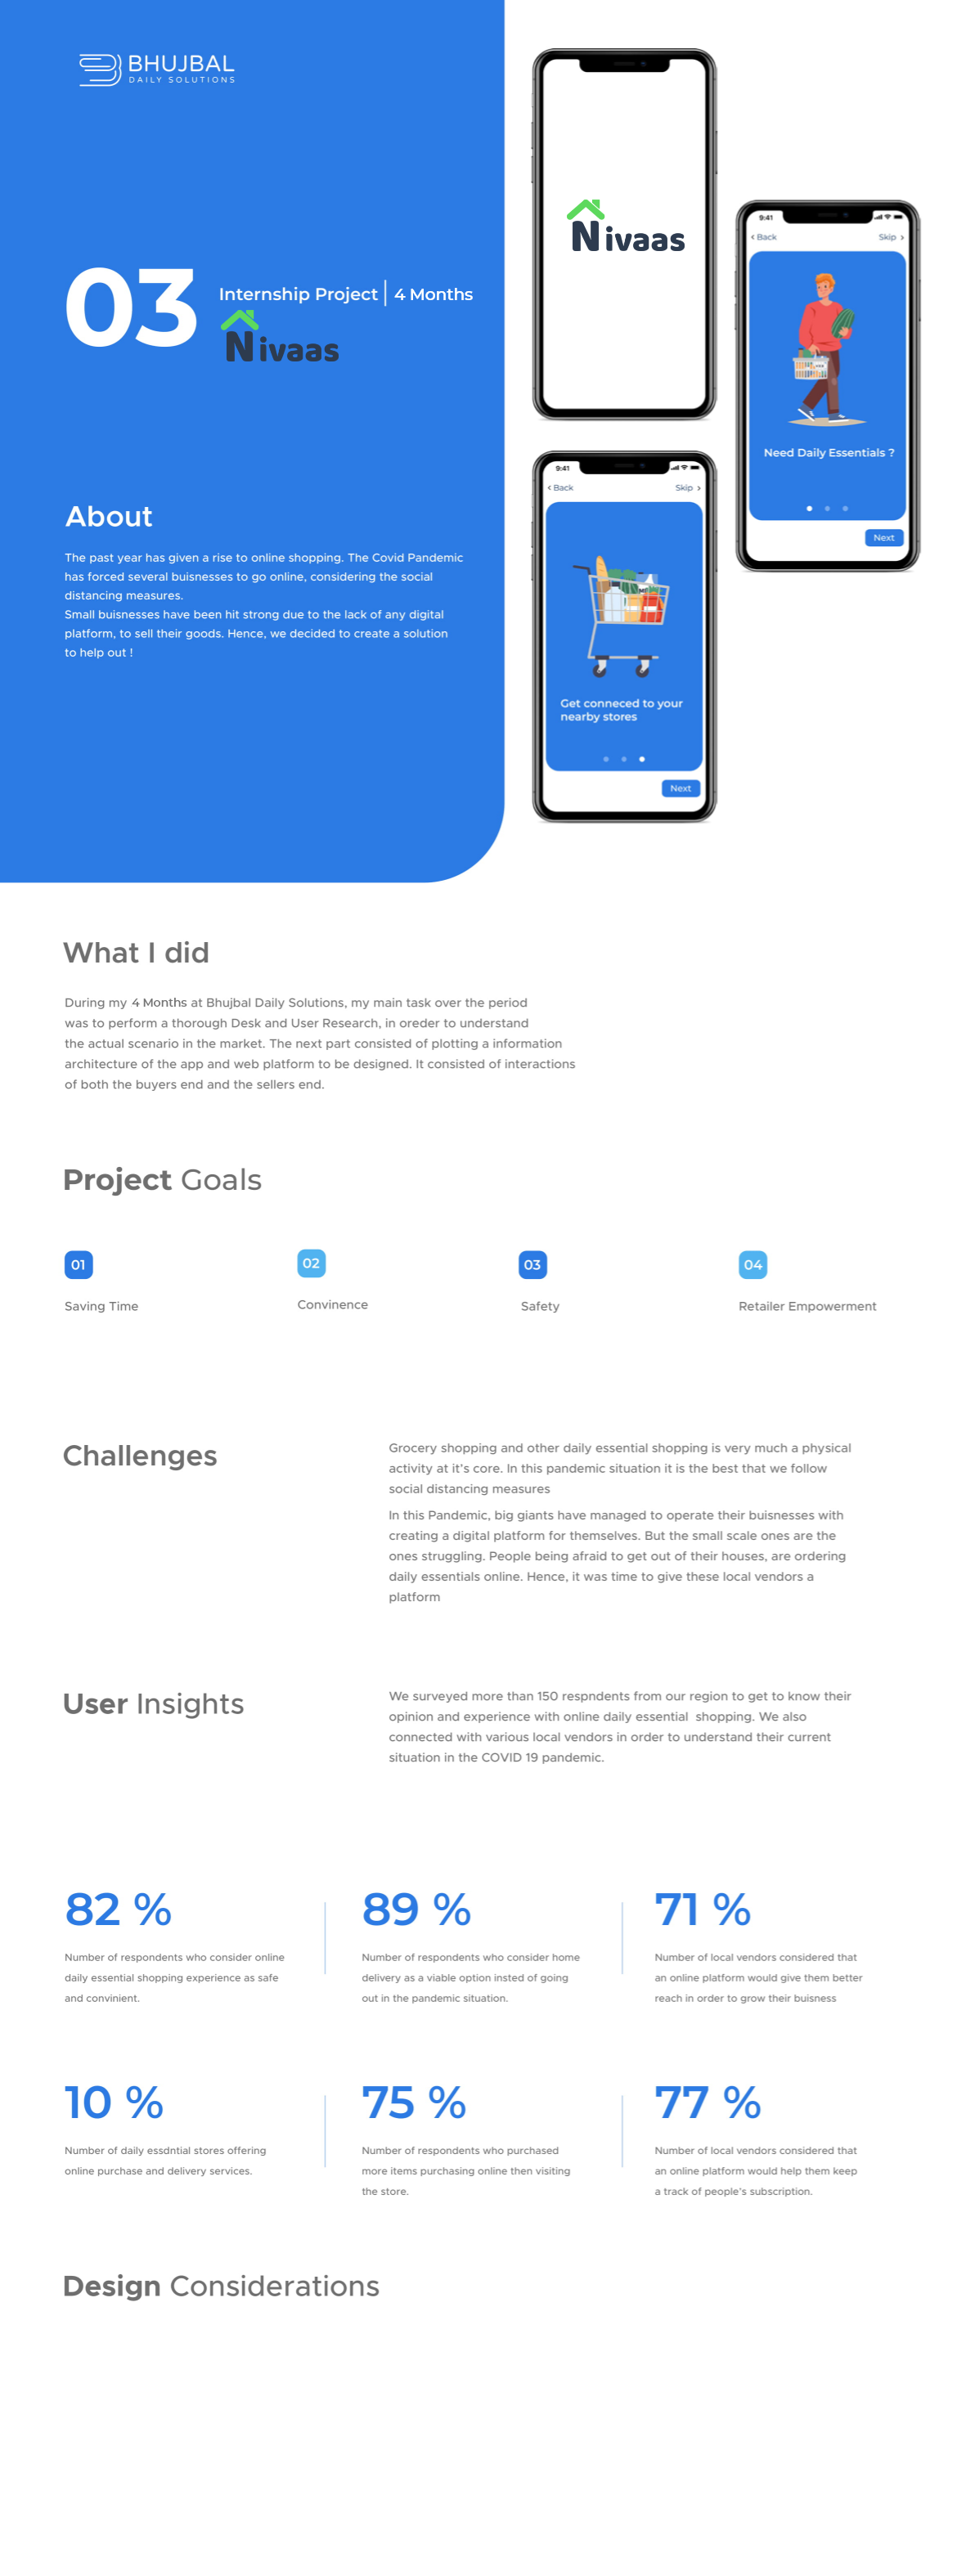 BHUJBAL
DAILY SOLUTIONS
03
Internship Project | 4 Months
Nivaas
About
The past year has given a rise to online shopping. The Covid Pandemic
has forced several buisnesses to go online, considering the social
distancing measures.
Small buisnesses have been hit strong due to the lack of any digital
platform, to sell their goods. Hence, we decided to create a solution
to help out !
Nivaas
9:41
< Back
Skip >
Need Daily Essentials ?
Next
9:41
< Back
Skip >
Get conneced to your
nearby stores
Next
What I did
During my 4 Months at Bhujbal Daily Solutions, my main task over the period
was to perform a thorough Desk and User Research, in oreder to understand
the actual scenario in the market. The next part consisted of plotting a information
architecture of the app and web platform to be designed. It consisted of interactions
of both the buyers end and the sellers end.
Project Goals
01
02
03
04
Saving Time
Convinence
Safety
Retailer Empowerment
Challenges
Grocery shopping and other daily essential shopping is very much a physical
activity at it's core. In this pandemic situation it is the best that we follow
social distancing measures
In this Pandemic, big giants have managed to operate their buisnesses with
creating a digital platform for themselves. But the small scale ones are the
ones struggling. People being afraid to get out of their houses, are ordering
daily essentials online. Hence, it was time to give these local vendors a
platform
User Insights
We surveyed more than 150 respndents from our region to get to know their
opinion and experience with online daily essential shopping. We also
connected with various local vendors in order to understand their current
situation in the COVID 19 pandemic.
82 %
Number of respondents who consider online
daily essential shopping experience as safe
and convinient.
89 %
Number of respondents who consider home
delivery as a viable option insted of going
out in the pandemic situation.
71 %
Number of local vendors considered that
an online platform would give them better
reach in order to grow their buisness
10 %
Number of daily essdntial stores offering
online purchase and delivery services.
75 %
Number of respondents who purchased
more items purchasing online then visiting
the store.
77 %
Number of local vendors considered that
an online platform would help them keep
a track of people's subscription.
Design Considerations